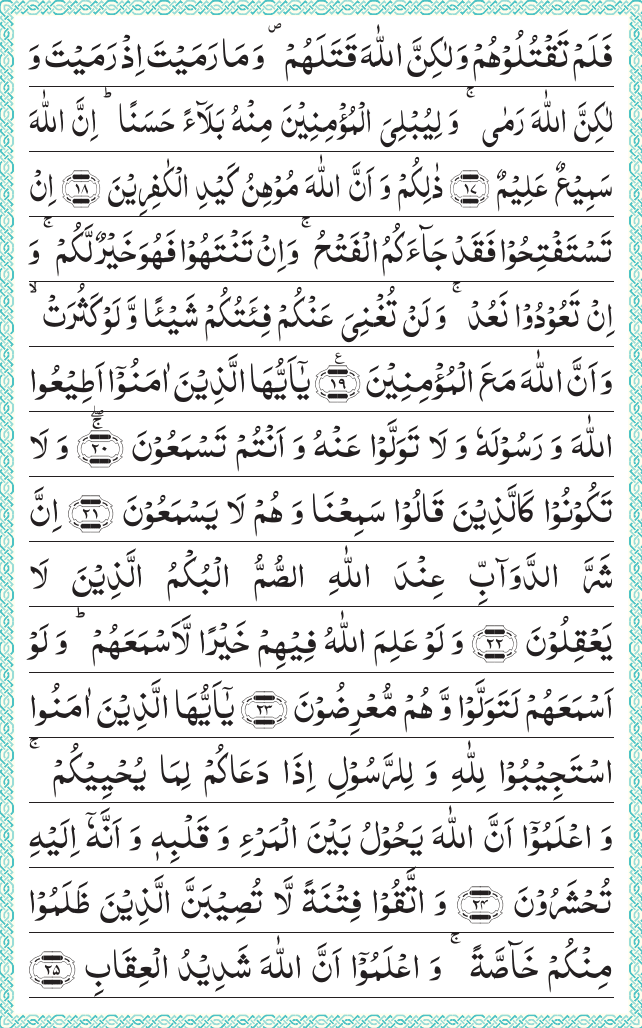 فَلَمْ تَقْتُلُوْهُمْ وَلٰكِنَّ اللّٰهَ قَتَلَهُمْ ۪ وَ مَا رَمَيْتَ اِذْ رَمَيْتَ وَ
لٰكِنَّ اللّٰهَ رَمٰى ۚ وَ لِيُبْلِىَ الْمُؤْمِنِيْنَ مِنْهُ بَلَآءً حَسَنًا ؕ اِنَّ اللّٰهَ
سَمِيْعٌ عَلِيْمٌ ﴿۱۷﴾ ذٰلِكُمْ وَ اَنَّ اللّٰهَ مُوْهِنُ كَيْدِ الْكٰفِرِيْنَ ﴿۱۸﴾ اِنْ
تَسْتَفْتِحُوْا فَقَدْ جَآءَكُمُ الْفَتْحُ ۚ وَاِنْ تَنْتَهُوْا فَهُوَ خَيْرٌ لَّكُمْ ۚ وَ
اِنْ تَعُوْدُوْا نَعُدْ ۚ وَ لَنْ تُغْنِىَ عَنْكُمْ فِئَتُكُمْ شَيْئًا وَّ لَوْ كَثُرَتْ ۙ
وَ اَنَّ اللّٰهَ مَعَ الْمُؤْمِنِيْنَ ﴿۱۹﴾ ع يٰۤاَيُّهَا الَّذِيْنَ اٰمَنُوْۤا اَطِيْعُوا
اللّٰهَ وَ رَسُوْلَهٗ وَ لَا تَوَلَّوْا عَنْهُ وَ اَنْتُمْ تَسْمَعُوْنَ ﴿۲۰﴾ۚۖ وَ لَا
تَكُوْنُوْا كَالَّذِيْنَ قَالُوْا سَمِعْنَا وَ هُمْ لَا يَسْمَعُوْنَ ﴿۲۱﴾ اِنَّ
شَرَّ الدَّوَآبِّ عِنْدَ اللّٰهِ الصُّمُّ الْبُكْمُ الَّذِيْنَ لَا
يَعْقِلُوْنَ ﴿۲۲﴾ وَ لَوْ عَلِمَ اللّٰهُ فِيْهِمْ خَيْرًا لَّاَسْمَعَهُمْ ؕ وَ لَوْ
اَسْمَعَهُمْ لَتَوَلَّوْا وَّ هُمْ مُّعْرِضُوْنَ ﴿۲۳﴾ يٰۤاَيُّهَا الَّذِيْنَ اٰمَنُوا
اسْتَجِيْبُوْا لِلّٰهِ وَ لِلرَّسُوْلِ اِذَا دَعَاكُمْ لِمَا يُحْيِيْكُمْ ۚ
وَ اعْلَمُوْۤا اَنَّ اللّٰهَ يَحُوْلُ بَيْنَ الْمَرْءِ وَ قَلْبِهٖ وَ اَنَّهٗۤ اِلَيْهِ
تُحْشَرُوْنَ ﴿۲۴﴾ وَ اتَّقُوْا فِتْنَةً لَّا تُصِيْبَنَّ الَّذِيْنَ ظَلَمُوْا
مِنْكُمْ خَآصَّةً ۚ وَ اعْلَمُوْۤا اَنَّ اللّٰهَ شَدِيْدُ الْعِقَابِ ﴿۲۵﴾